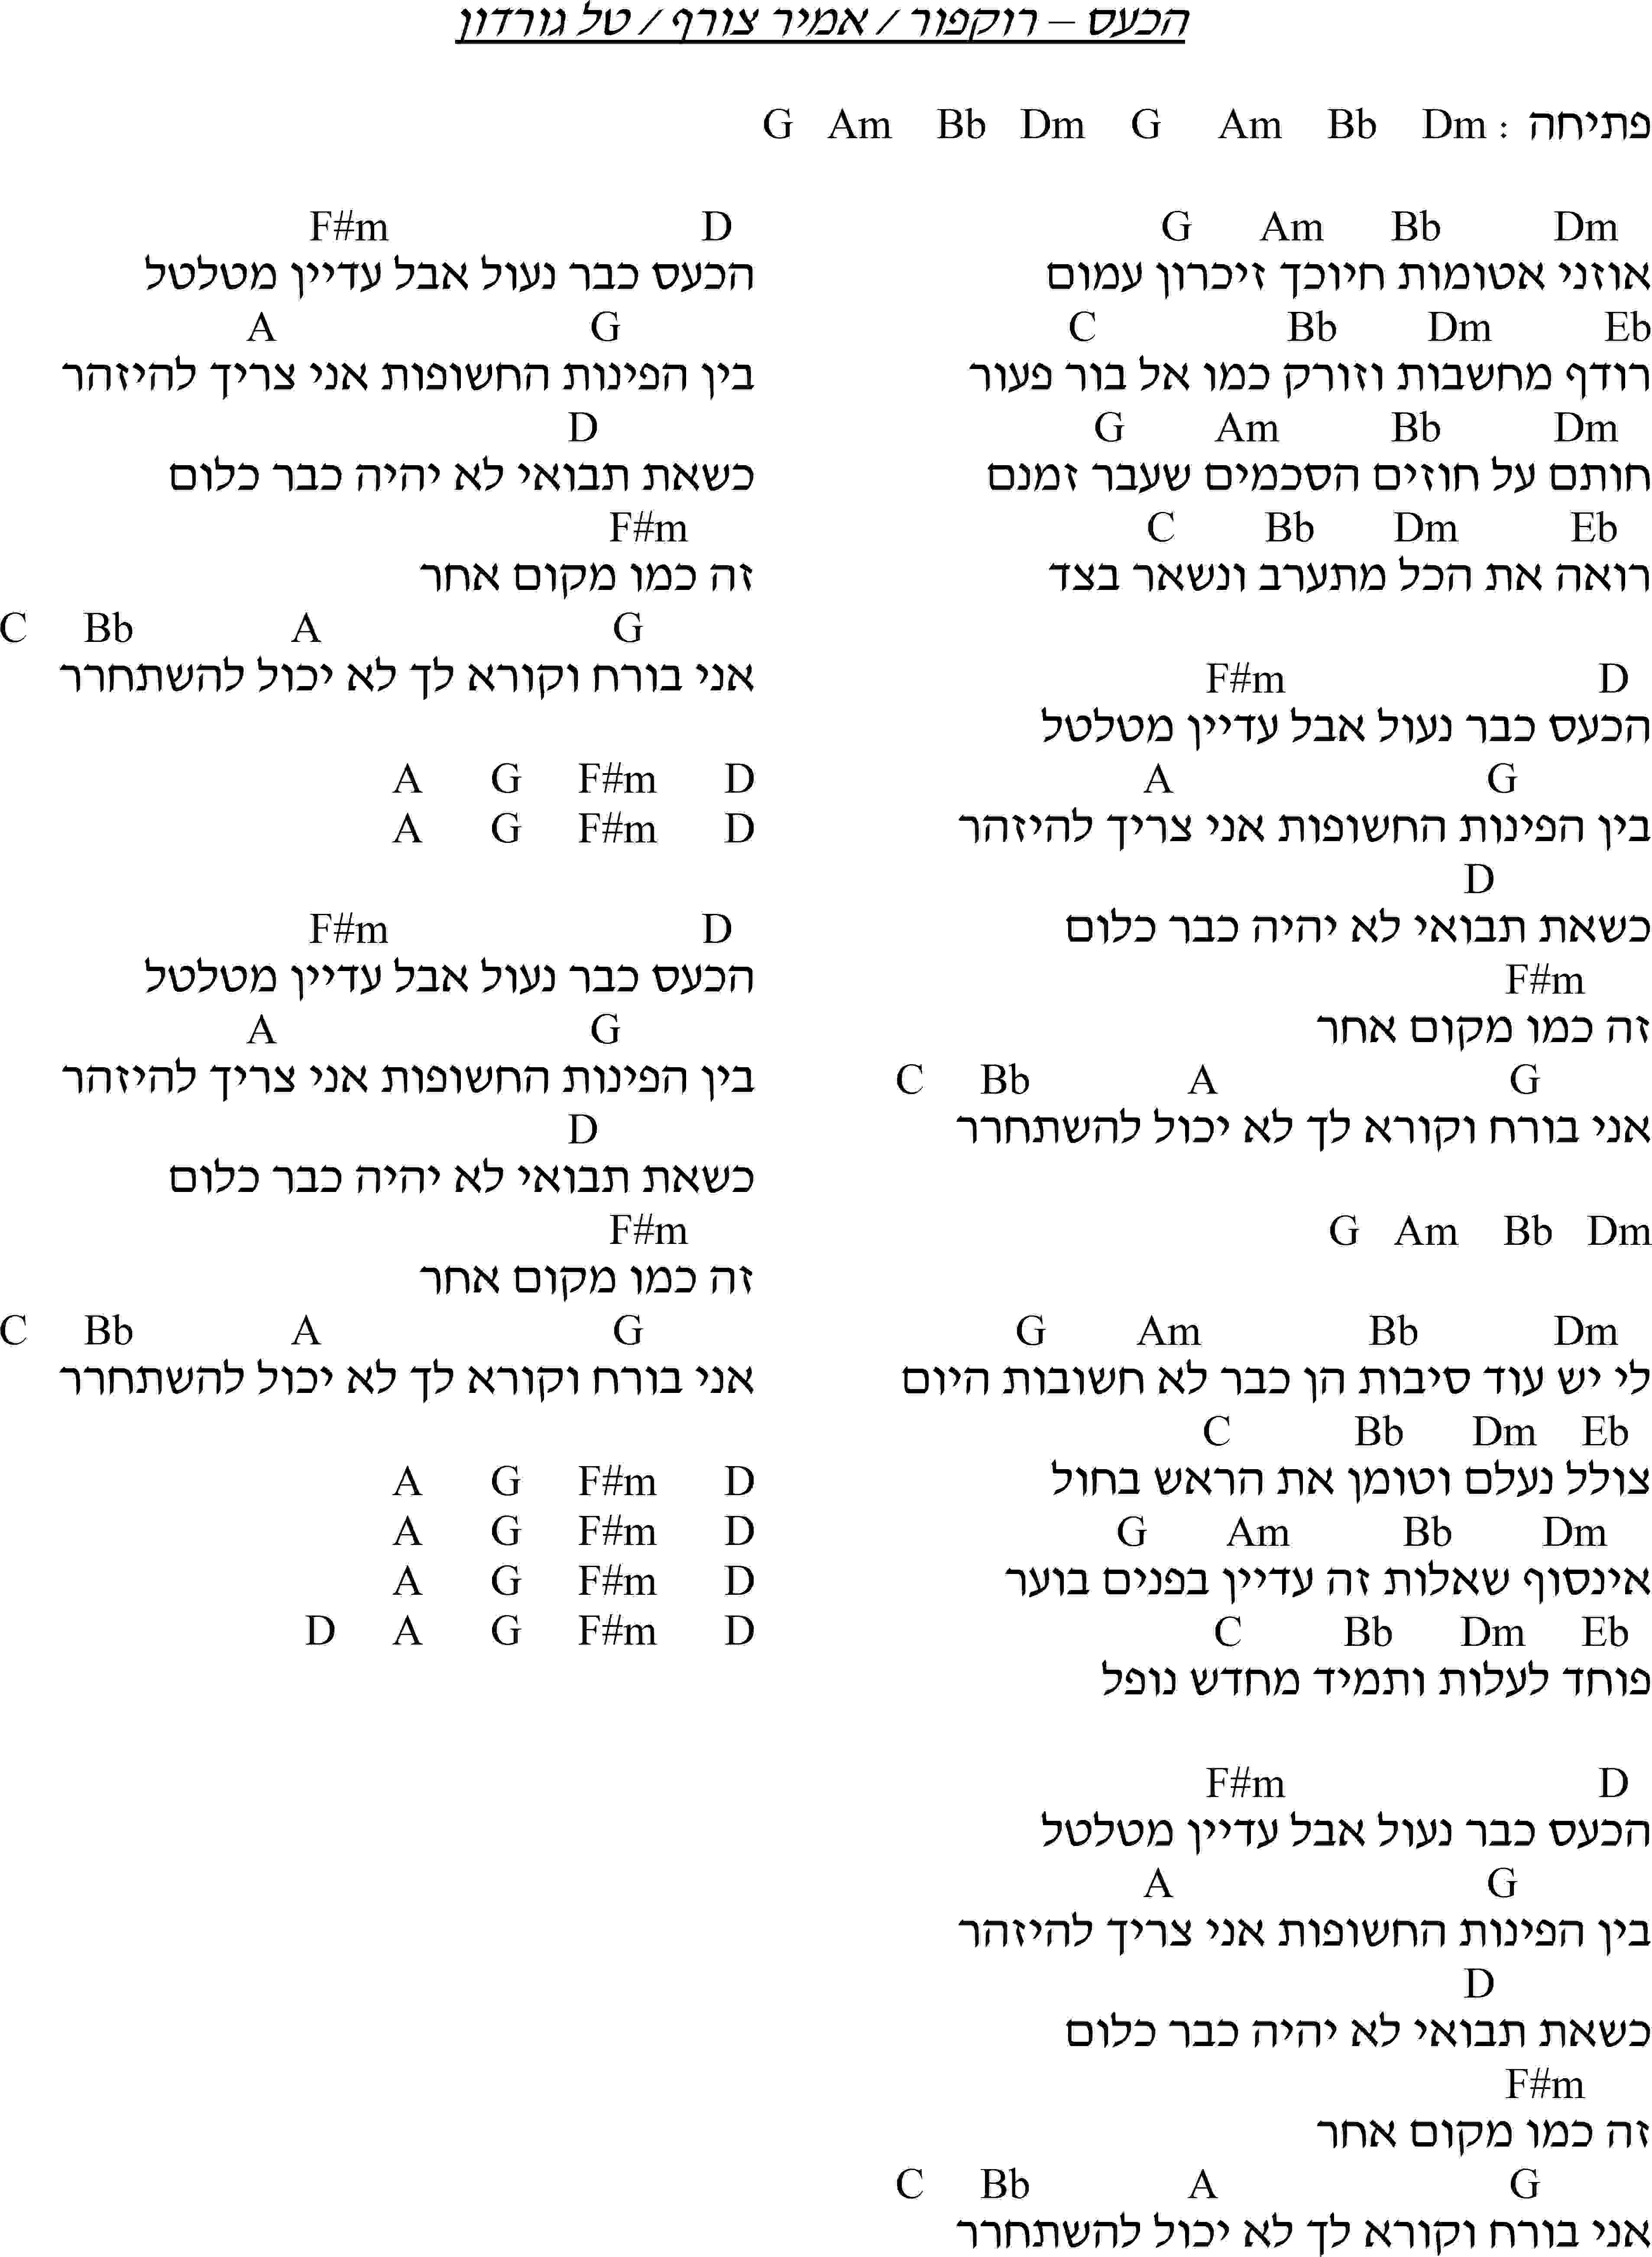 הכעס – רוקפור / אמיר צורף / טל גורדון
פתיחה : Dm Bb Am G Dm Bb Am G
Dm Bb Am G
אוזני אטומות חיוכך זיכרון עמום
Eb Dm Bb C
רודף מחשבות וזורק כמו אל בור פעור
Dm Bb Am G
חותם על חוזים הסכמים שעבר זמנם
Eb Dm Bb C
רואה את הכל מתערב ונשאר בצד
D F#m
הכעס כבר נעול אבל עדיין מטלטל
G A
בין הפינות החשופות אני צריך להיזהר
D
כשאת תבואי לא יהיה כבר כלום
F#m
זה כמו מקום אחר
G A Bb C
אני בורח וקורא לך לא יכול להשתחרר
Dm Bb Am G
Dm Bb Am G
לי יש עוד סיבות הן כבר לא חשובות היום
Eb Dm Bb C
צולל נעלם וטומן את הראש בחול
Dm Bb Am G
אינסוף שאלות זה עדיין בפנים בוער
Eb Dm Bb C
פוחד לעלות ותמיד מחדש נופל
D F#m
הכעס כבר נעול אבל עדיין מטלטל
G A
בין הפינות החשופות אני צריך להיזהר
D
כשאת תבואי לא יהיה כבר כלום
F#m
זה כמו מקום אחר
G A Bb C
אני בורח וקורא לך לא יכול להשתחרר
D F#m
הכעס כבר נעול אבל עדיין מטלטל
G A
בין הפינות החשופות אני צריך להיזהר
D
כשאת תבואי לא יהיה כבר כלום
F#m
זה כמו מקום אחר
G A Bb C
אני בורח וקורא לך לא יכול להשתחרר
D F#m G A
D F#m G A
D F#m
הכעס כבר נעול אבל עדיין מטלטל
G A
בין הפינות החשופות אני צריך להיזהר
D
כשאת תבואי לא יהיה כבר כלום
F#m
זה כמו מקום אחר
G A Bb C
אני בורח וקורא לך לא יכול להשתחרר
D F#m G A
D F#m G A
D F#m G A
D F#m G A D